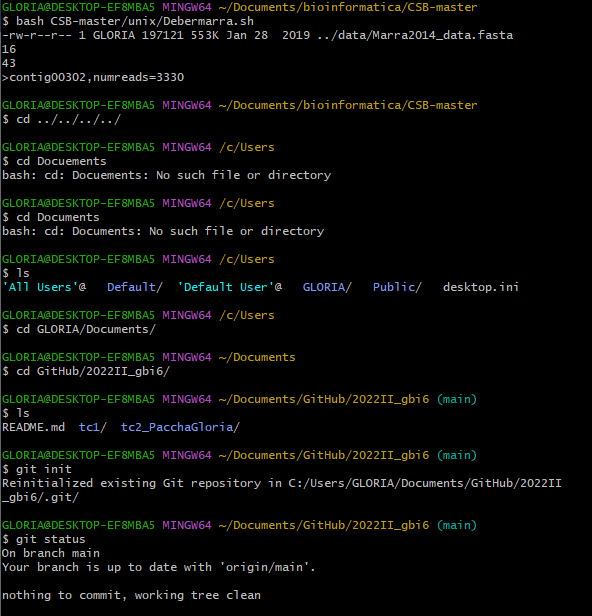 GLORIA@DESKTOP-EF8MBA5 MINGW64 ~/Documents/bioinformatica/CSB-master
$ bash CSB-master/unix/Debermarra.sh
-rw-r--r-- 1 GLORIA 197121 553K Jan 28  2019 ../data/Marra2014_data.fasta
16
43
>contig00302,numreads=3330
GLORIA@DESKTOP-EF8MBA5 MINGW64 ~/Documents/bioinformatica/CSB-master
$ cd ../../../../
GLORIA@DESKTOP-EF8MBA5 MINGW64 /c/Users
$ cd Docuements
bash: cd: Docuements: No such file or directory
GLORIA@DESKTOP-EF8MBA5 MINGW64 /c/Users
$ cd Documents
bash: cd: Documents: No such file or directory
GLORIA@DESKTOP-EF8MBA5 MINGW64 /c/Users
$ ls
'All Users'@   Default/  'Default User'@   GLORIA/   Public/   desktop.ini
GLORIA@DESKTOP-EF8MBA5 MINGW64 /c/Users
$ cd GLORIA/Documents/
GLORIA@DESKTOP-EF8MBA5 MINGW64 ~/Documents
$ cd GitHub/2022II_gbi6/
GLORIA@DESKTOP-EF8MBA5 MINGW64 ~/Documents/GitHub/2022II_gbi6 (main)
$ ls
README.md  tc1/  tc2_PacchaGloria/
GLORIA@DESKTOP-EF8MBA5 MINGW64 ~/Documents/GitHub/2022II_gbi6 (main)
$ git init
Reinitialized existing Git repository in C:/Users/GLORIA/Documents/GitHub/2022II
_gbi6/.git/
GLORIA@DESKTOP-EF8MBA5 MINGW64 ~/Documents/GitHub/2022II_gbi6 (main)
$ git status
On branch main
Your branch is up to date with 'origin/main'.
nothing to commit, working tree clean